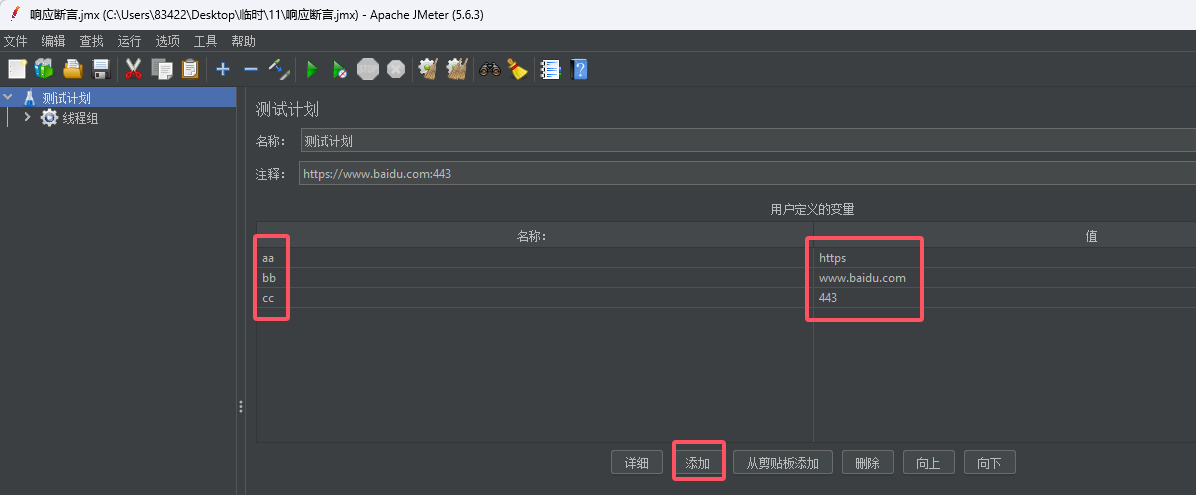 响应断言.jmx (C:\Users\83422\Desktop\临时\11\响应断言.jmx) - Apache JMeter (5.6.3)
文件 编辑 查找 运行 选项 工具 帮助
STOP
测试计划
线程组
测试计划
名称： 测试计划
注释： https://www.baidu.com:443
用户定义的变量
名称： 值
aa https
bb www.baidu.com
cc 443
详细 添加 从剪贴板添加 删除 向上 向下